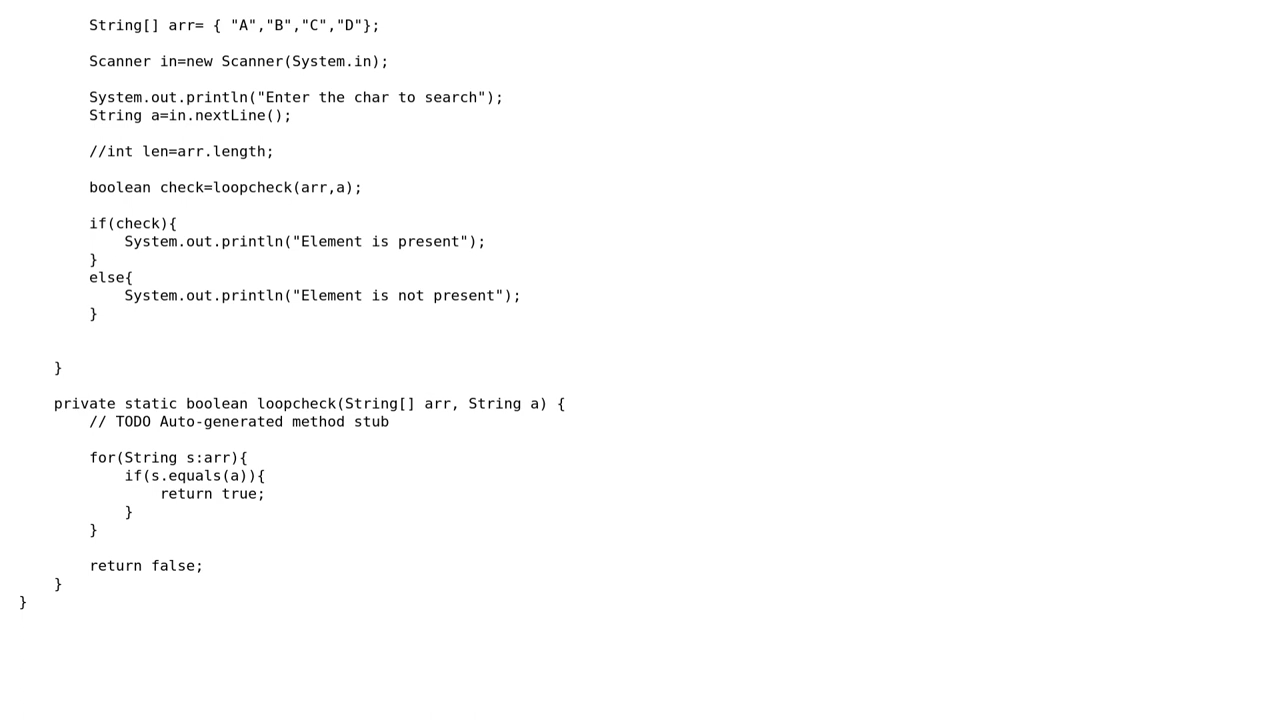 String[] arr= { "A","B","C","D"};
Scanner in=new Scanner(System.in);
System.out.println("Enter the char to search");
String a=in.nextLine();
//int len=arr.length;
boolean check=loopcheck(arr,a);
if(check){
System.out.println("Element is present");
}
else{
System.out.println("Element is not present");
}
}
private static boolean loopcheck(String[] arr, String a) {
// TODO Auto-generated method stub
for(String s:arr){
if(s.equals(a)){
return true;
}
}
return false;
}
}